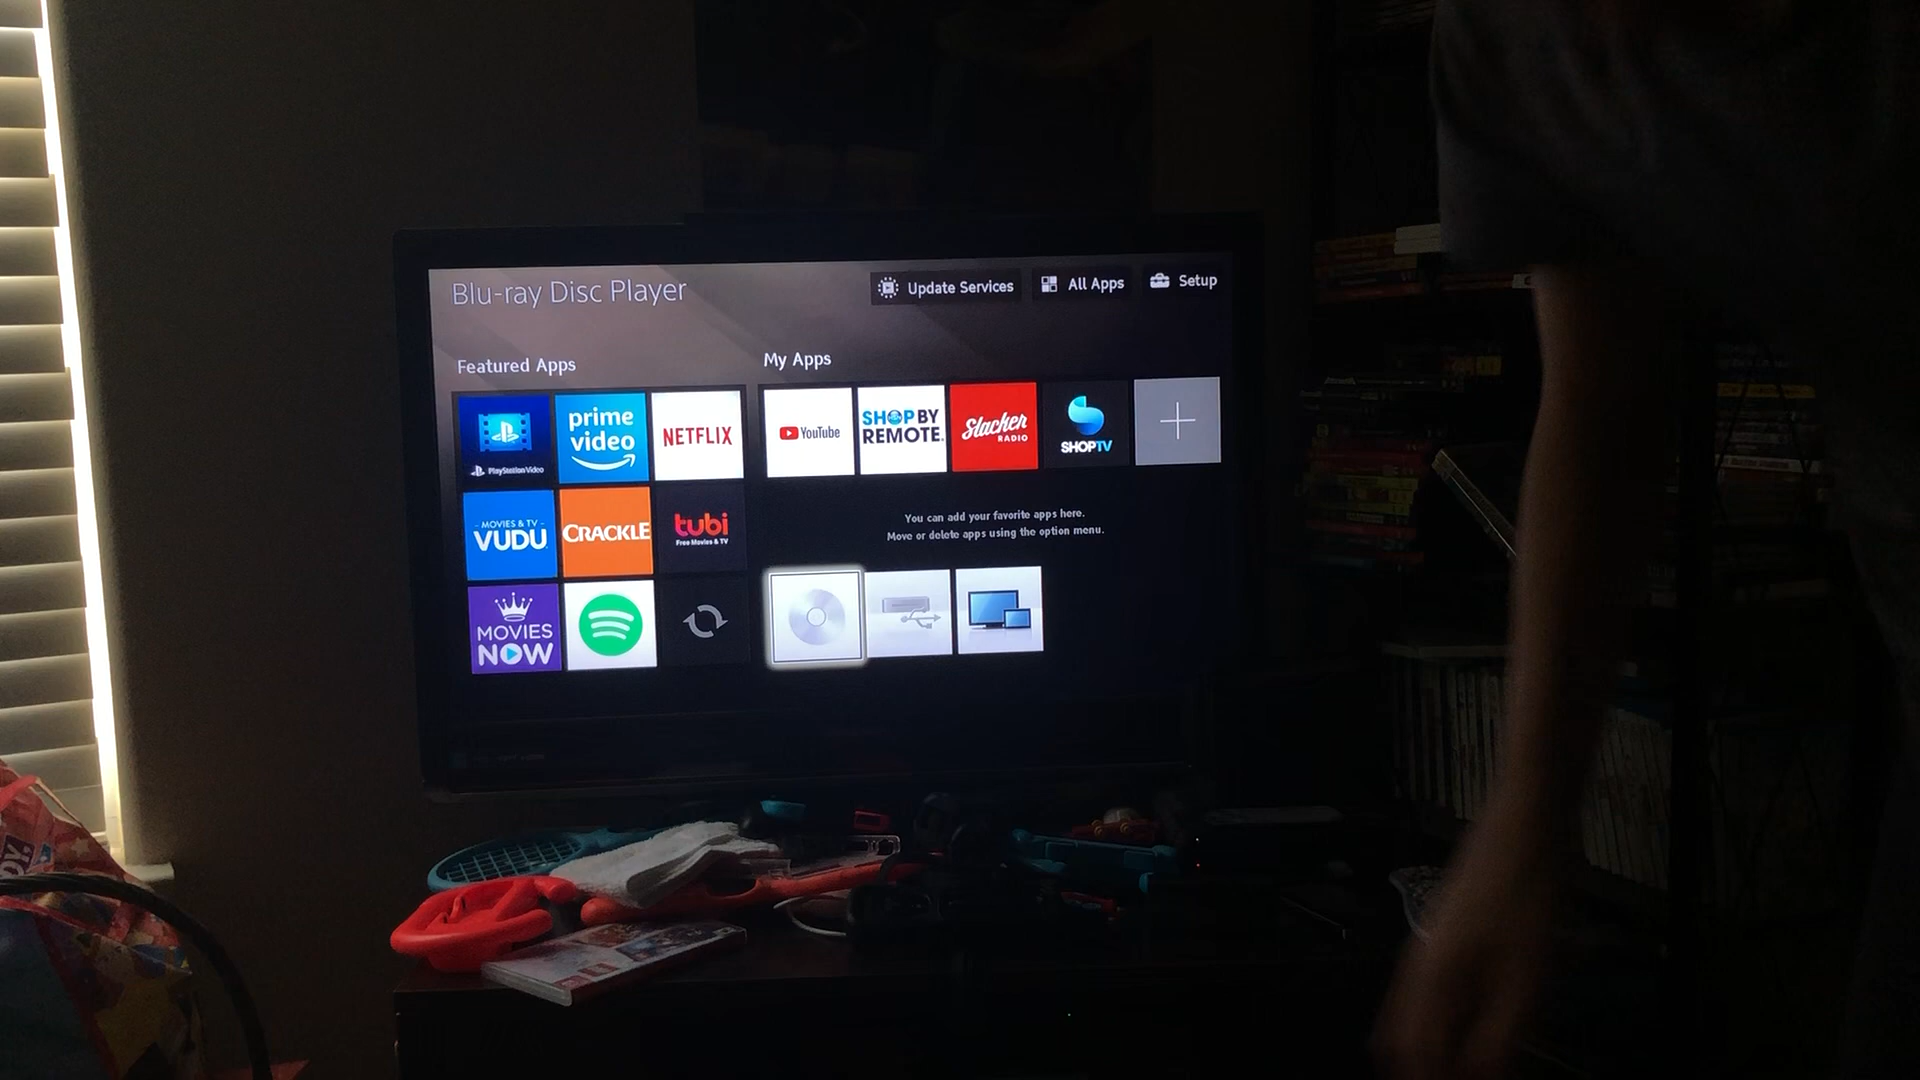 Blu-ray Disc Player
Update Services
All Apps
Setup
Featured Apps
My Apps
PlayStation Video
prime
video
NETFLIX
YouTube
SHOP BY
REMOTE.
Slacker
RADIO
SHOPTV
- MOVIES & TV -
VUDU
CRACKLE
tubi
Free Movies & TV
You can add your favorite apps here.
Move or delete apps using the option menu.
MOVIES
NOW